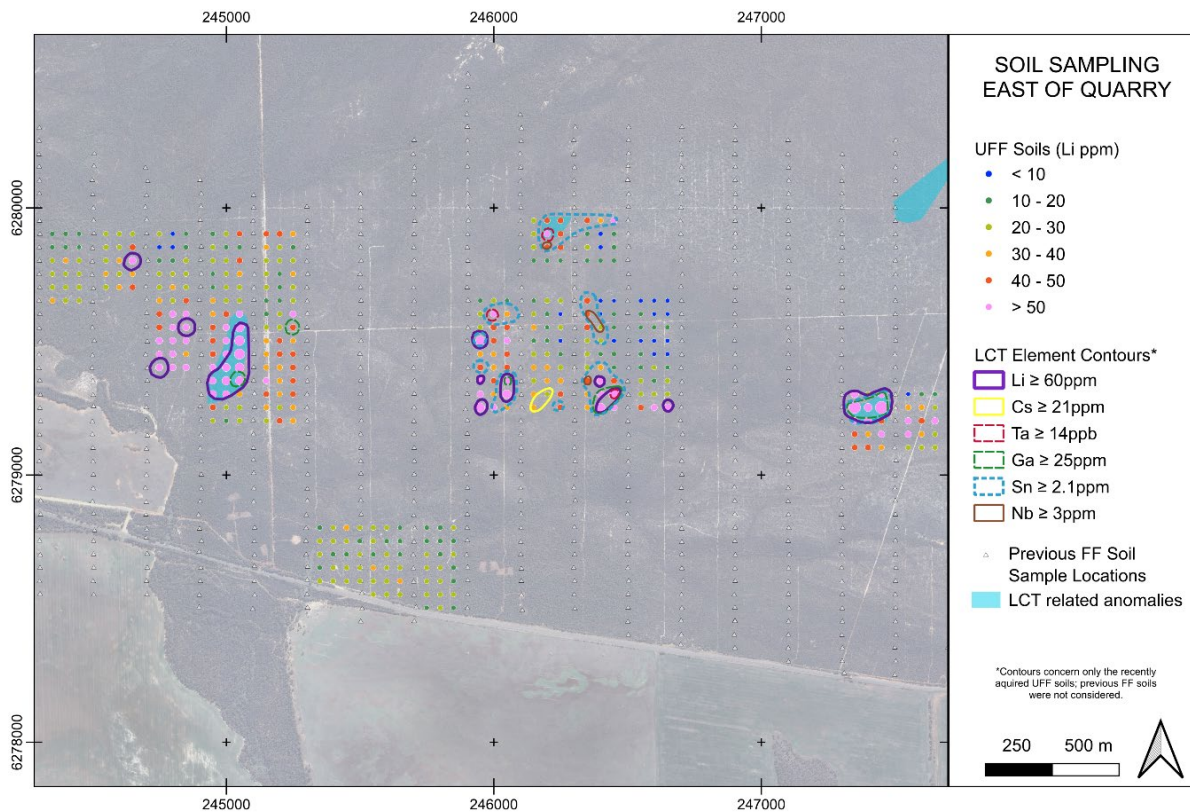 245000
246000
247000
6280000
6279000
6278000
245000
246000
247000
SOIL SAMPLING
EAST OF QUARRY
UFF Soils (Li ppm)
< 10
10 - 20
20 - 30
30 - 40
40 - 50
> 50
LCT Element Contours*
Li ≥ 60ppm
Cs ≥ 21ppm
Ta ≥ 14ppb
Ga ≥ 25ppm
Sn ≥ 2.1ppm
Nb ≥ 3ppm
Previous FF Soil
Sample Locations
LCT related anomalies
*Contours concern only the recently
aquired UFF soils; previous FF soils
were not considered.
250
500 m